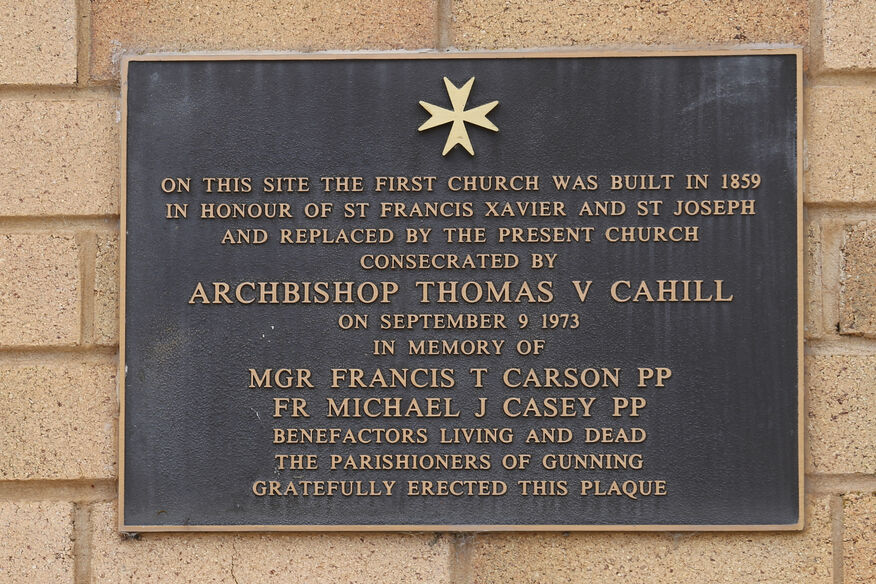 ON THIS SITE THE FIRST CHURCH WAS BUILT IN 1859
IN HONOUR OF ST FRANCIS XAVIER AND ST JOSEPH
AND REPLACED BY THE PRESENT CHURCH
CONSECRATED BY
ARCHBISHOP THOMAS V CAHILL
ON SEPTEMBER 9 1973
IN MEMORY OF
MGR FRANCIS T CARSON PP
FR MICHAEL J CASEY PP
BENEFACTORS LIVING AND DEAD
THE PARISHIONERS OF GUNNING
GRATEFULLY ERECTED THIS PLAQUE